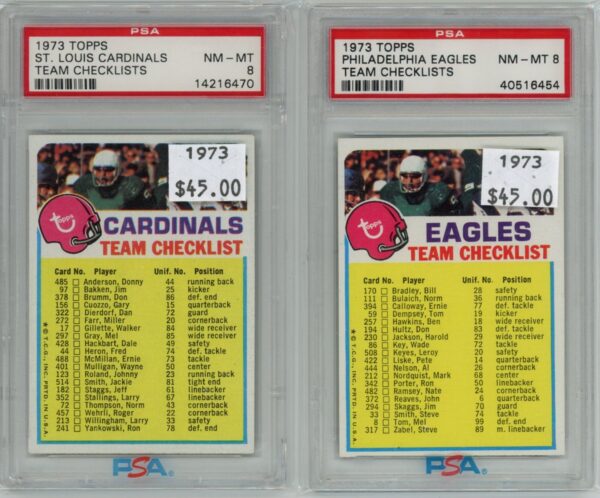 PSA
1973 TOPPS
ST. LOUIS CARDINALS NM-MT
TEAM CHECKLISTS 8
14216470
1973
$45.00
Topps
CARDINALS
TEAM CHECKLIST
Card No. Player Unif. No. Position
485 Anderson, Donny 44 running back
97 Bakken, Jim 25 kicker
378 Brumm, Don 86 def. end
156 Cuozzo, Gary 15 quarterback
322 Dierdorf, Dan 72 guard
272 Farr, Miller 20 cornerback
17 Gillette, Walker 84 wide receiver
297 Gray, Mel 85 wide receiver
428 Hackbart, Dale 49 safety
44 Heron, Fred 74 def. tackle
488 McMillan, Ernie 73 tackle
401 Mulligan, Wayne 50 center
123 Roland, Johnny 23 running back
514 Smith, Jackie 81 tight end
182 Staggs, Jeff 61 linebacker
352 Stallings, Larry 67 linebacker
72 Thompson, Norm 43 cornerback
457 Wehrli, Roger 22 cornerback
213 Willingham, Larry 33 safety
241 Yankowski, Ron 78 def. end
*© T.C.G., INC. PRTD. IN U.S.A.
PSA
PSA
1973 TOPPS
PHILADELPHIA EAGLES NM-MT 8
TEAM CHECKLISTS
40516454
1973
$45.00
Topps
EAGLES
TEAM CHECKLIST
Card No. Player Unif. No. Position
170 Bradley, Bill 28 safety
111 Bulaich, Norm 36 running back
394 Calloway, Ernie 77 def. tackle
59 Dempsey, Tom 19 kicker
257 Hawkins, Ben 18 wide receiver
194 Hultz, Don 83 def. tackle
230 Jackson, Harold 29 wide receiver
86 Key, Wade 72 tackle
508 Keyes, Leroy 20 safety
422 Liske, Pete 14 quarterback
444 Nelson, Al 26 cornerback
212 Nordquist, Mark 68 center
342 Porter, Ron 50 linebacker
482 Ramsey, Nate 24 cornerback
372 Reaves, John 6 quarterback
294 Skaggs, Jim 70 guard
33 Smith, Steve 74 tackle
8 Tom, Mel 99 def. end
317 Zabel, Steve 89 m. linebacker
*© T.C.G., INC. PRTD. IN U.S.A.
PSA